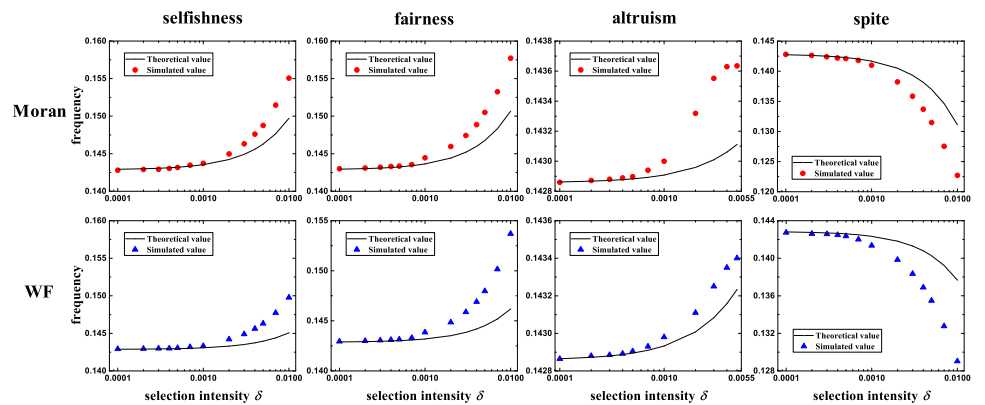 selfishness fairness altruism spite
Moran
frequency
0.160 0.155 0.150 0.145 0.140
Theoretical value
Simulated value
0.0001 0.0010 0.0100
0.160 0.155 0.150 0.145 0.140
Theoretical value
Simulated value
0.0001 0.0010 0.0100
0.1438 0.1436 0.1434 0.1432 0.1430 0.1428
Theoretical value
Simulated value
0.0001 0.0010 0.0055
0.145 0.140 0.135 0.130 0.125 0.120
Theoretical value
Simulated value
0.0001 0.0010 0.0100
WF
frequency
0.160 0.155 0.150 0.145 0.140
Theoretical value
Simulated value
0.0001 0.0010 0.0100
selection intensity δ
0.155 0.150 0.145 0.140
Theoretical value
Simulated value
0.0001 0.0010 0.0100
selection intensity δ
0.1436 0.1434 0.1432 0.1430 0.1428
Theoretical value
Simulated value
0.0001 0.0010 0.0055
selection intensity δ
0.144 0.140 0.136 0.132 0.128
Theoretical value
Simulated value
0.0001 0.0010 0.0100
selection intensity δ